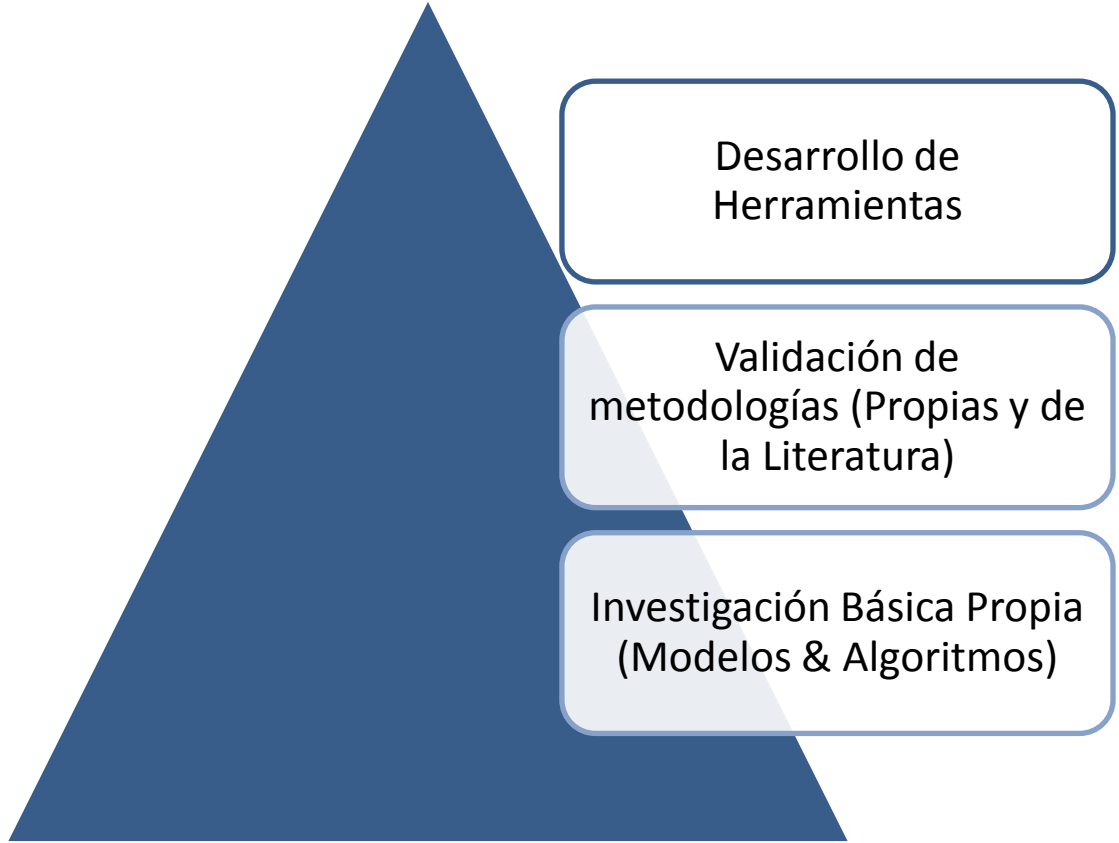 Desarrollo de
Herramientas
Validación de
metodologías (Propias y de
la Literatura)
Investigación Básica Propia
(Modelos & Algoritmos)